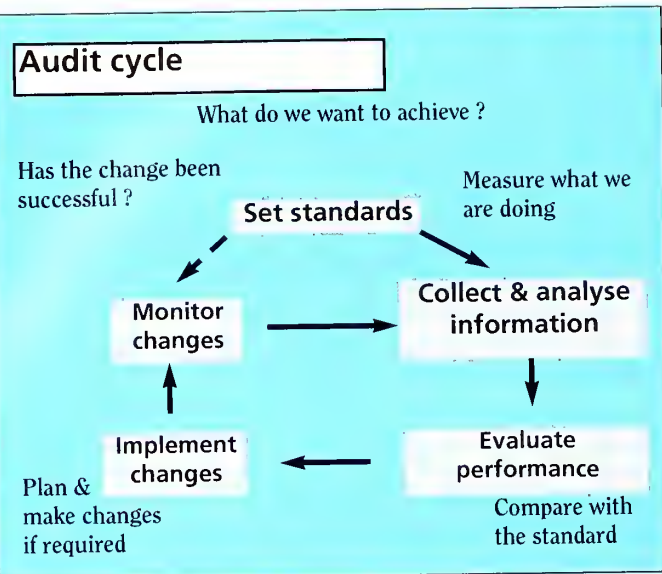 Audit cycle
What do we want to achieve ?
Has the change been
successful ?
Set standards
Measure what we
are doing
Monitor
changes
Collect & analyse
information
Implement
changes
Evaluate
performance
Plan &
make changes
if required
Compare with
the standard